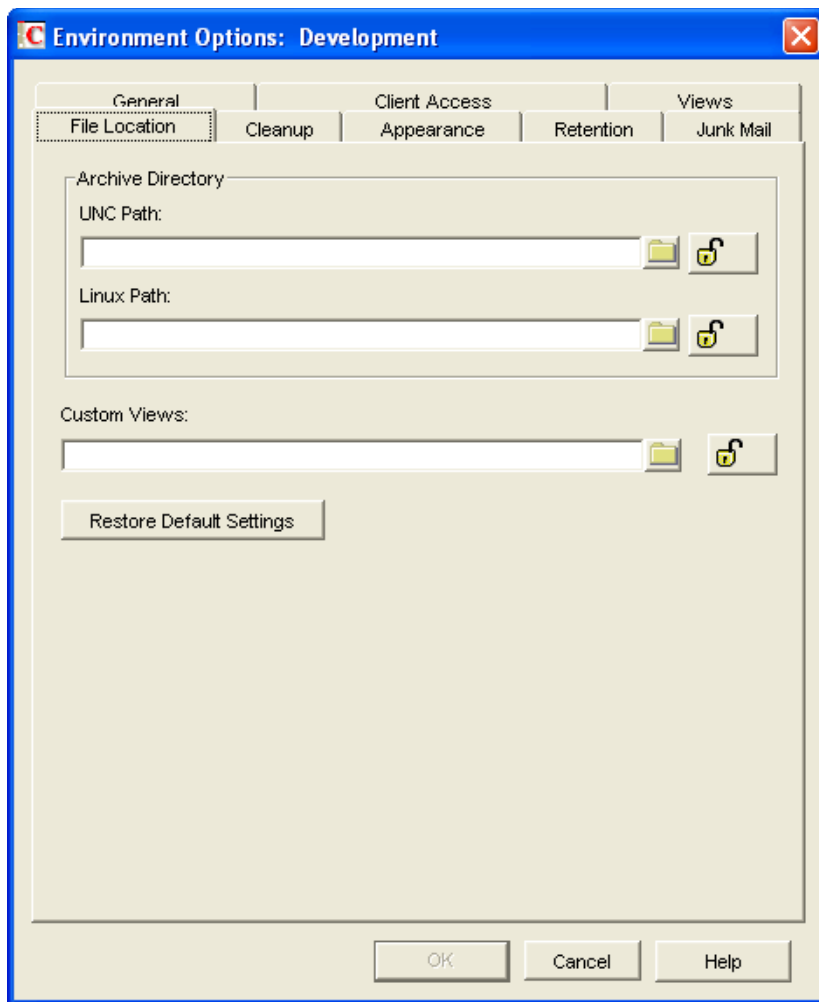 C Environment Options: Development
General Client Access Views
File Location Cleanup Appearance Retention Junk Mail
Archive Directory
UNC Path:
Linux Path:
Custom Views:
Restore Default Settings
OK Cancel Help